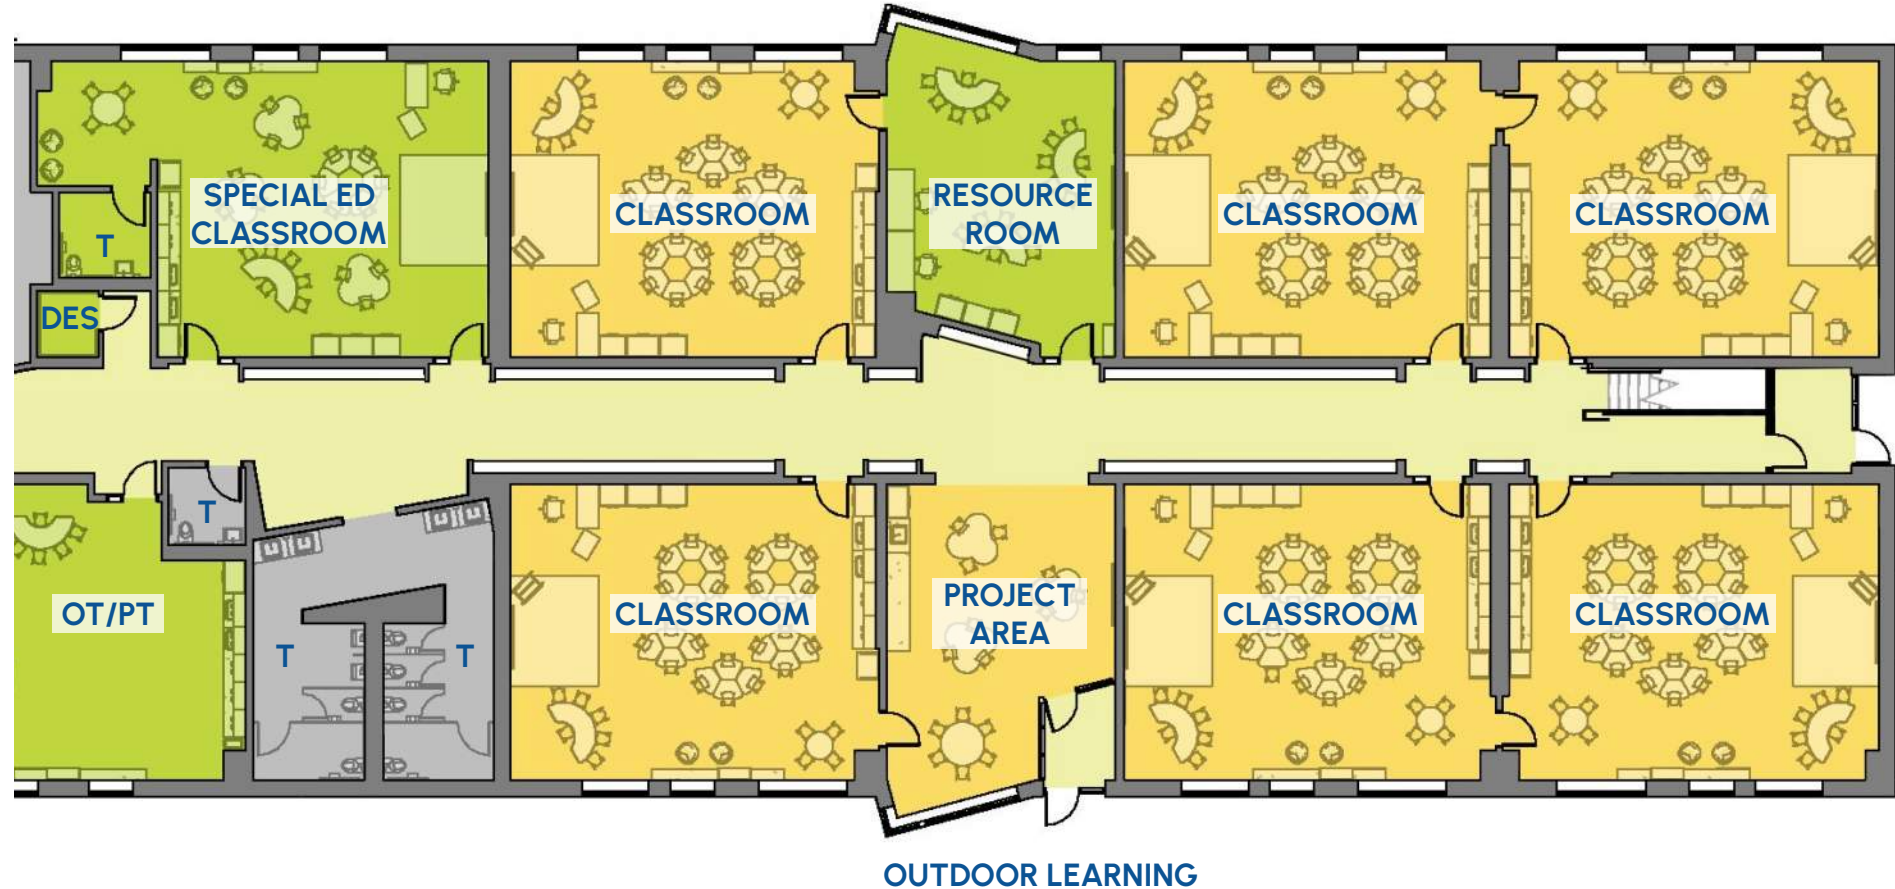 SPECIAL ED
CLASSROOM
CLASSROOM
RESOURCE
ROOM
CLASSROOM
CLASSROOM
T
DES
T
OT/PT
T
T
CLASSROOM
PROJECT
AREA
CLASSROOM
CLASSROOM
OUTDOOR LEARNING